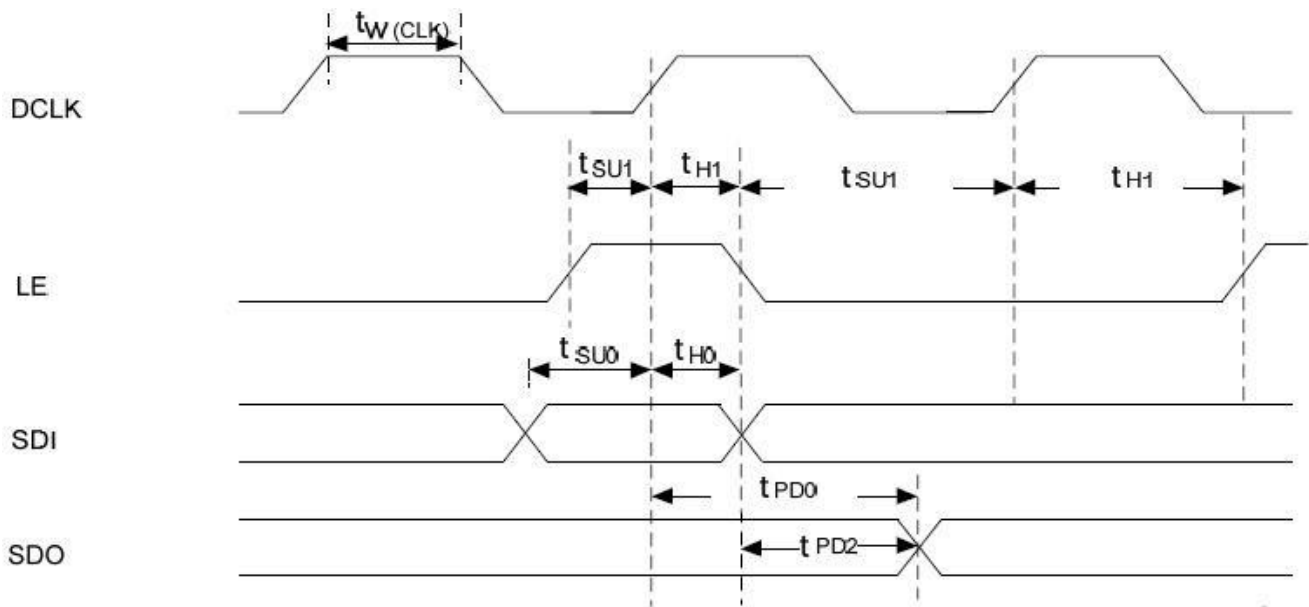 tW(CLK)
DCLK
tSU1 tH1 tSU1 tH1
LE
tSU0 tH0
SDI
tPD0
SDO
tPD2